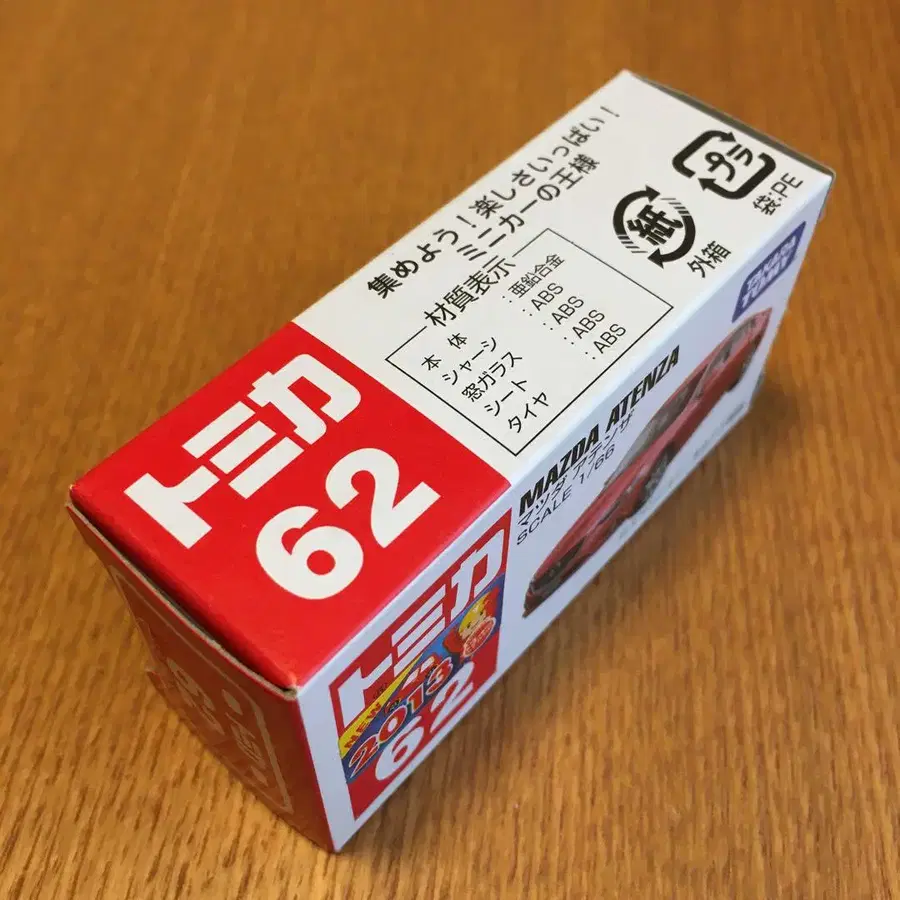 トミカ
62
集めよう！楽しさいっぱい！
ミニカーの王様
材質表示
本体：亜鉛合金
シャーシ：ABS
窓ガラス：ABS
シート：ABS
タイヤ：ABS
プラ
袋:PE
紙
外箱
TAKARA
TOMY
MAZDA ATENZA
マツダ アテンザ
SCALE 1/66
トミカ
NEW
2013
62